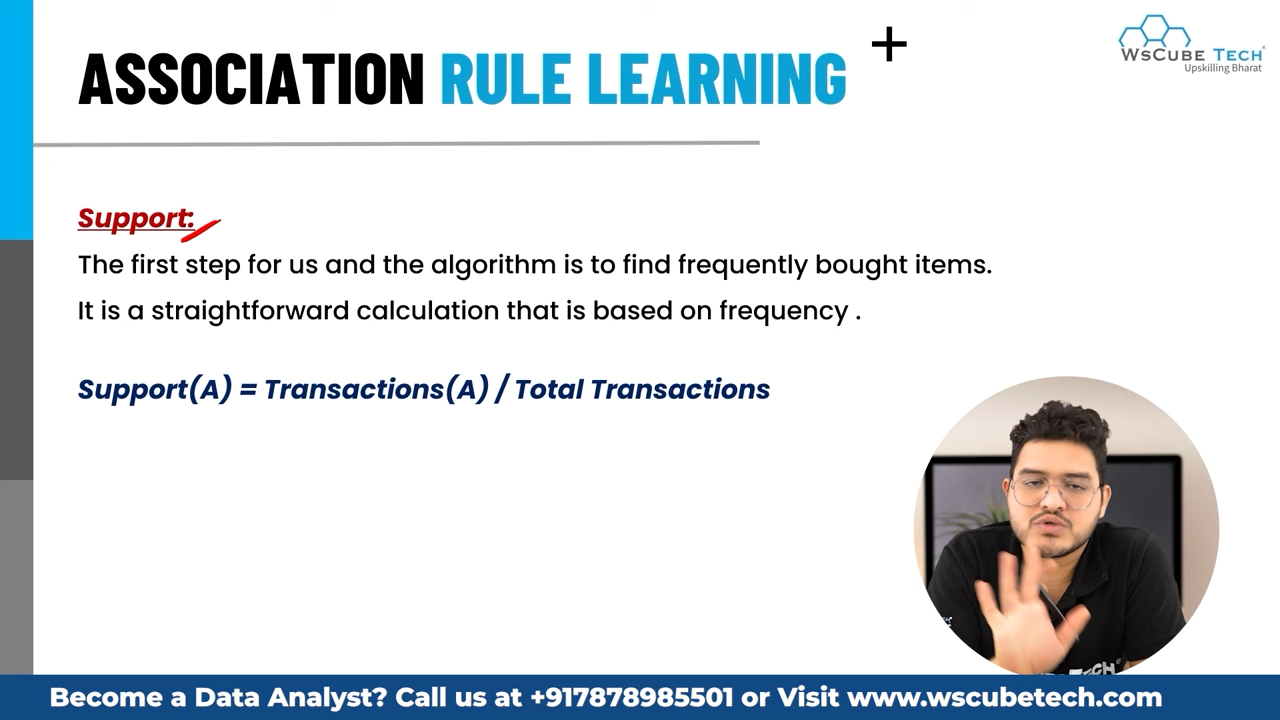 ASSOCIATION RULE LEARNING
WSCUBE TECH
Upskilling Bharat
Support:
The first step for us and the algorithm is to find frequently bought items.
It is a straightforward calculation that is based on frequency .
Support(A) = Transactions(A) / Total Transactions
Become a Data Analyst? Call us at +917878985501 or Visit www.wscubetech.com